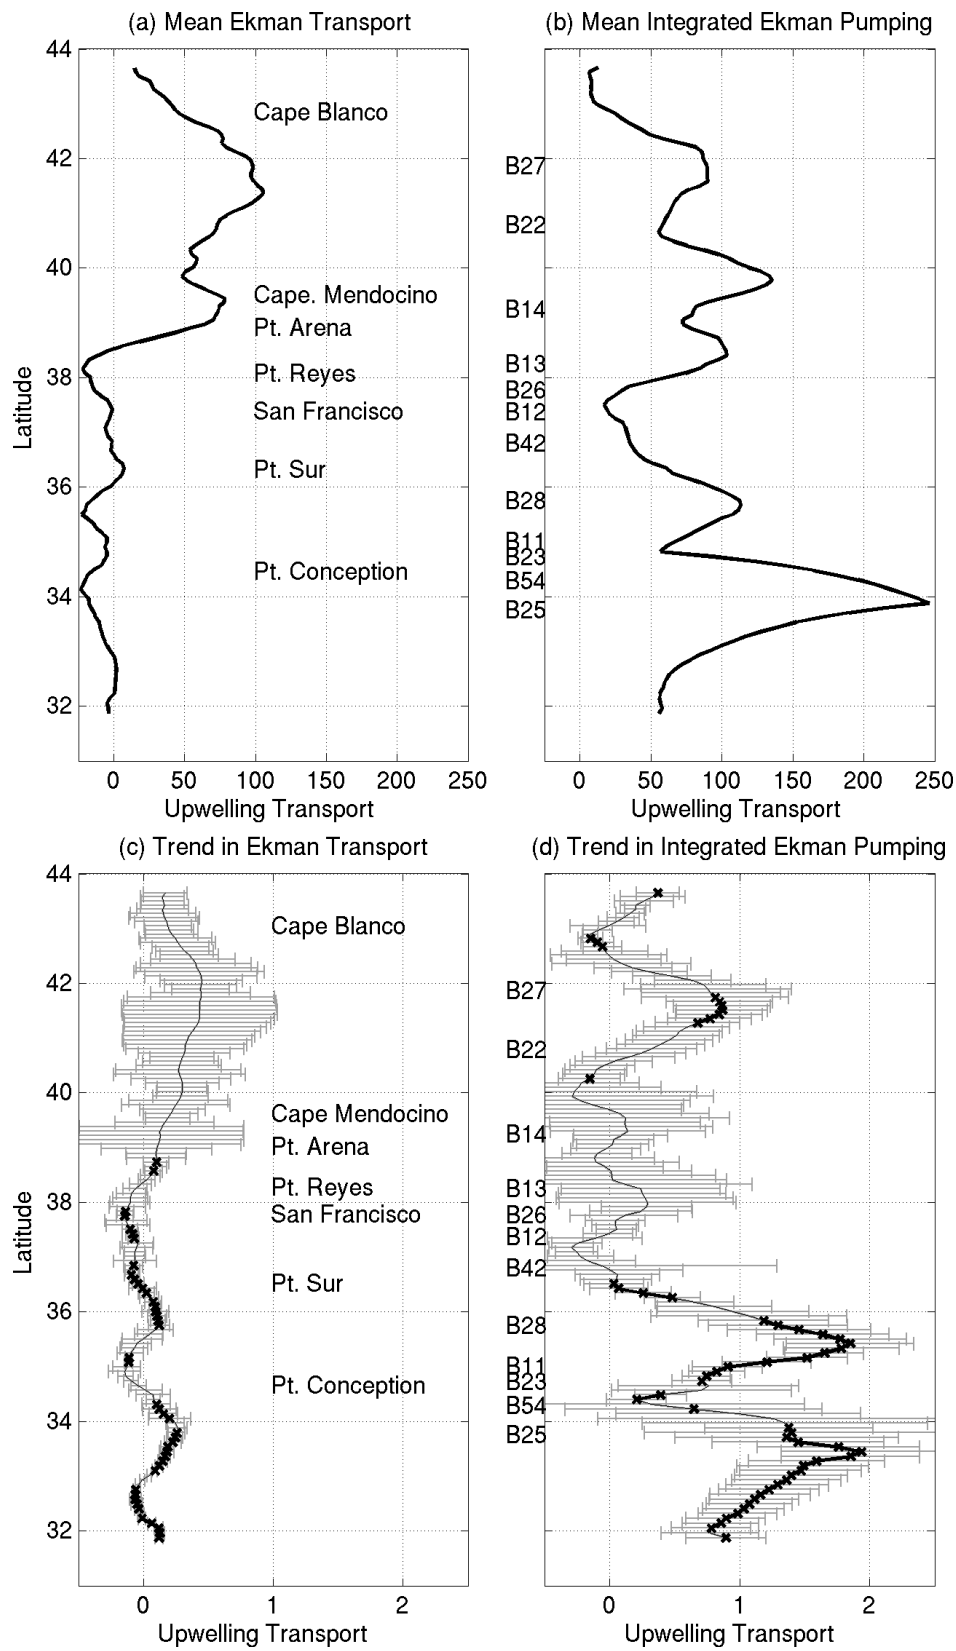 (a) Mean Ekman Transport
(b) Mean Integrated Ekman Pumping
44
42
40
38
36
34
32
Latitude
Cape Blanco
Cape. Mendocino
Pt. Arena
Pt. Reyes
San Francisco
Pt. Sur
Pt. Conception
0 50 100 150 200 250
Upwelling Transport
B27
B22
B14
B13
B26
B12
B42
B28
B11
B23
B54
B25
0 50 100 150 200 250
Upwelling Transport
(c) Trend in Ekman Transport
(d) Trend in Integrated Ekman Pumping
44
42
40
38
36
34
32
Latitude
Cape Blanco
Cape Mendocino
Pt. Arena
Pt. Reyes
San Francisco
Pt. Sur
Pt. Conception
0 1 2
Upwelling Transport
B27
B22
B14
B13
B26
B12
B42
B28
B11
B23
B54
B25
0 1 2
Upwelling Transport